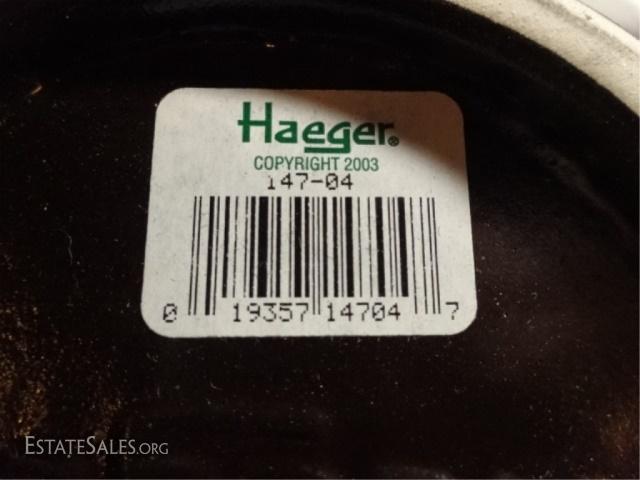 Haeger®
COPYRIGHT 2003
147-04
0 19357 14704 7
ESTATESALES.ORG